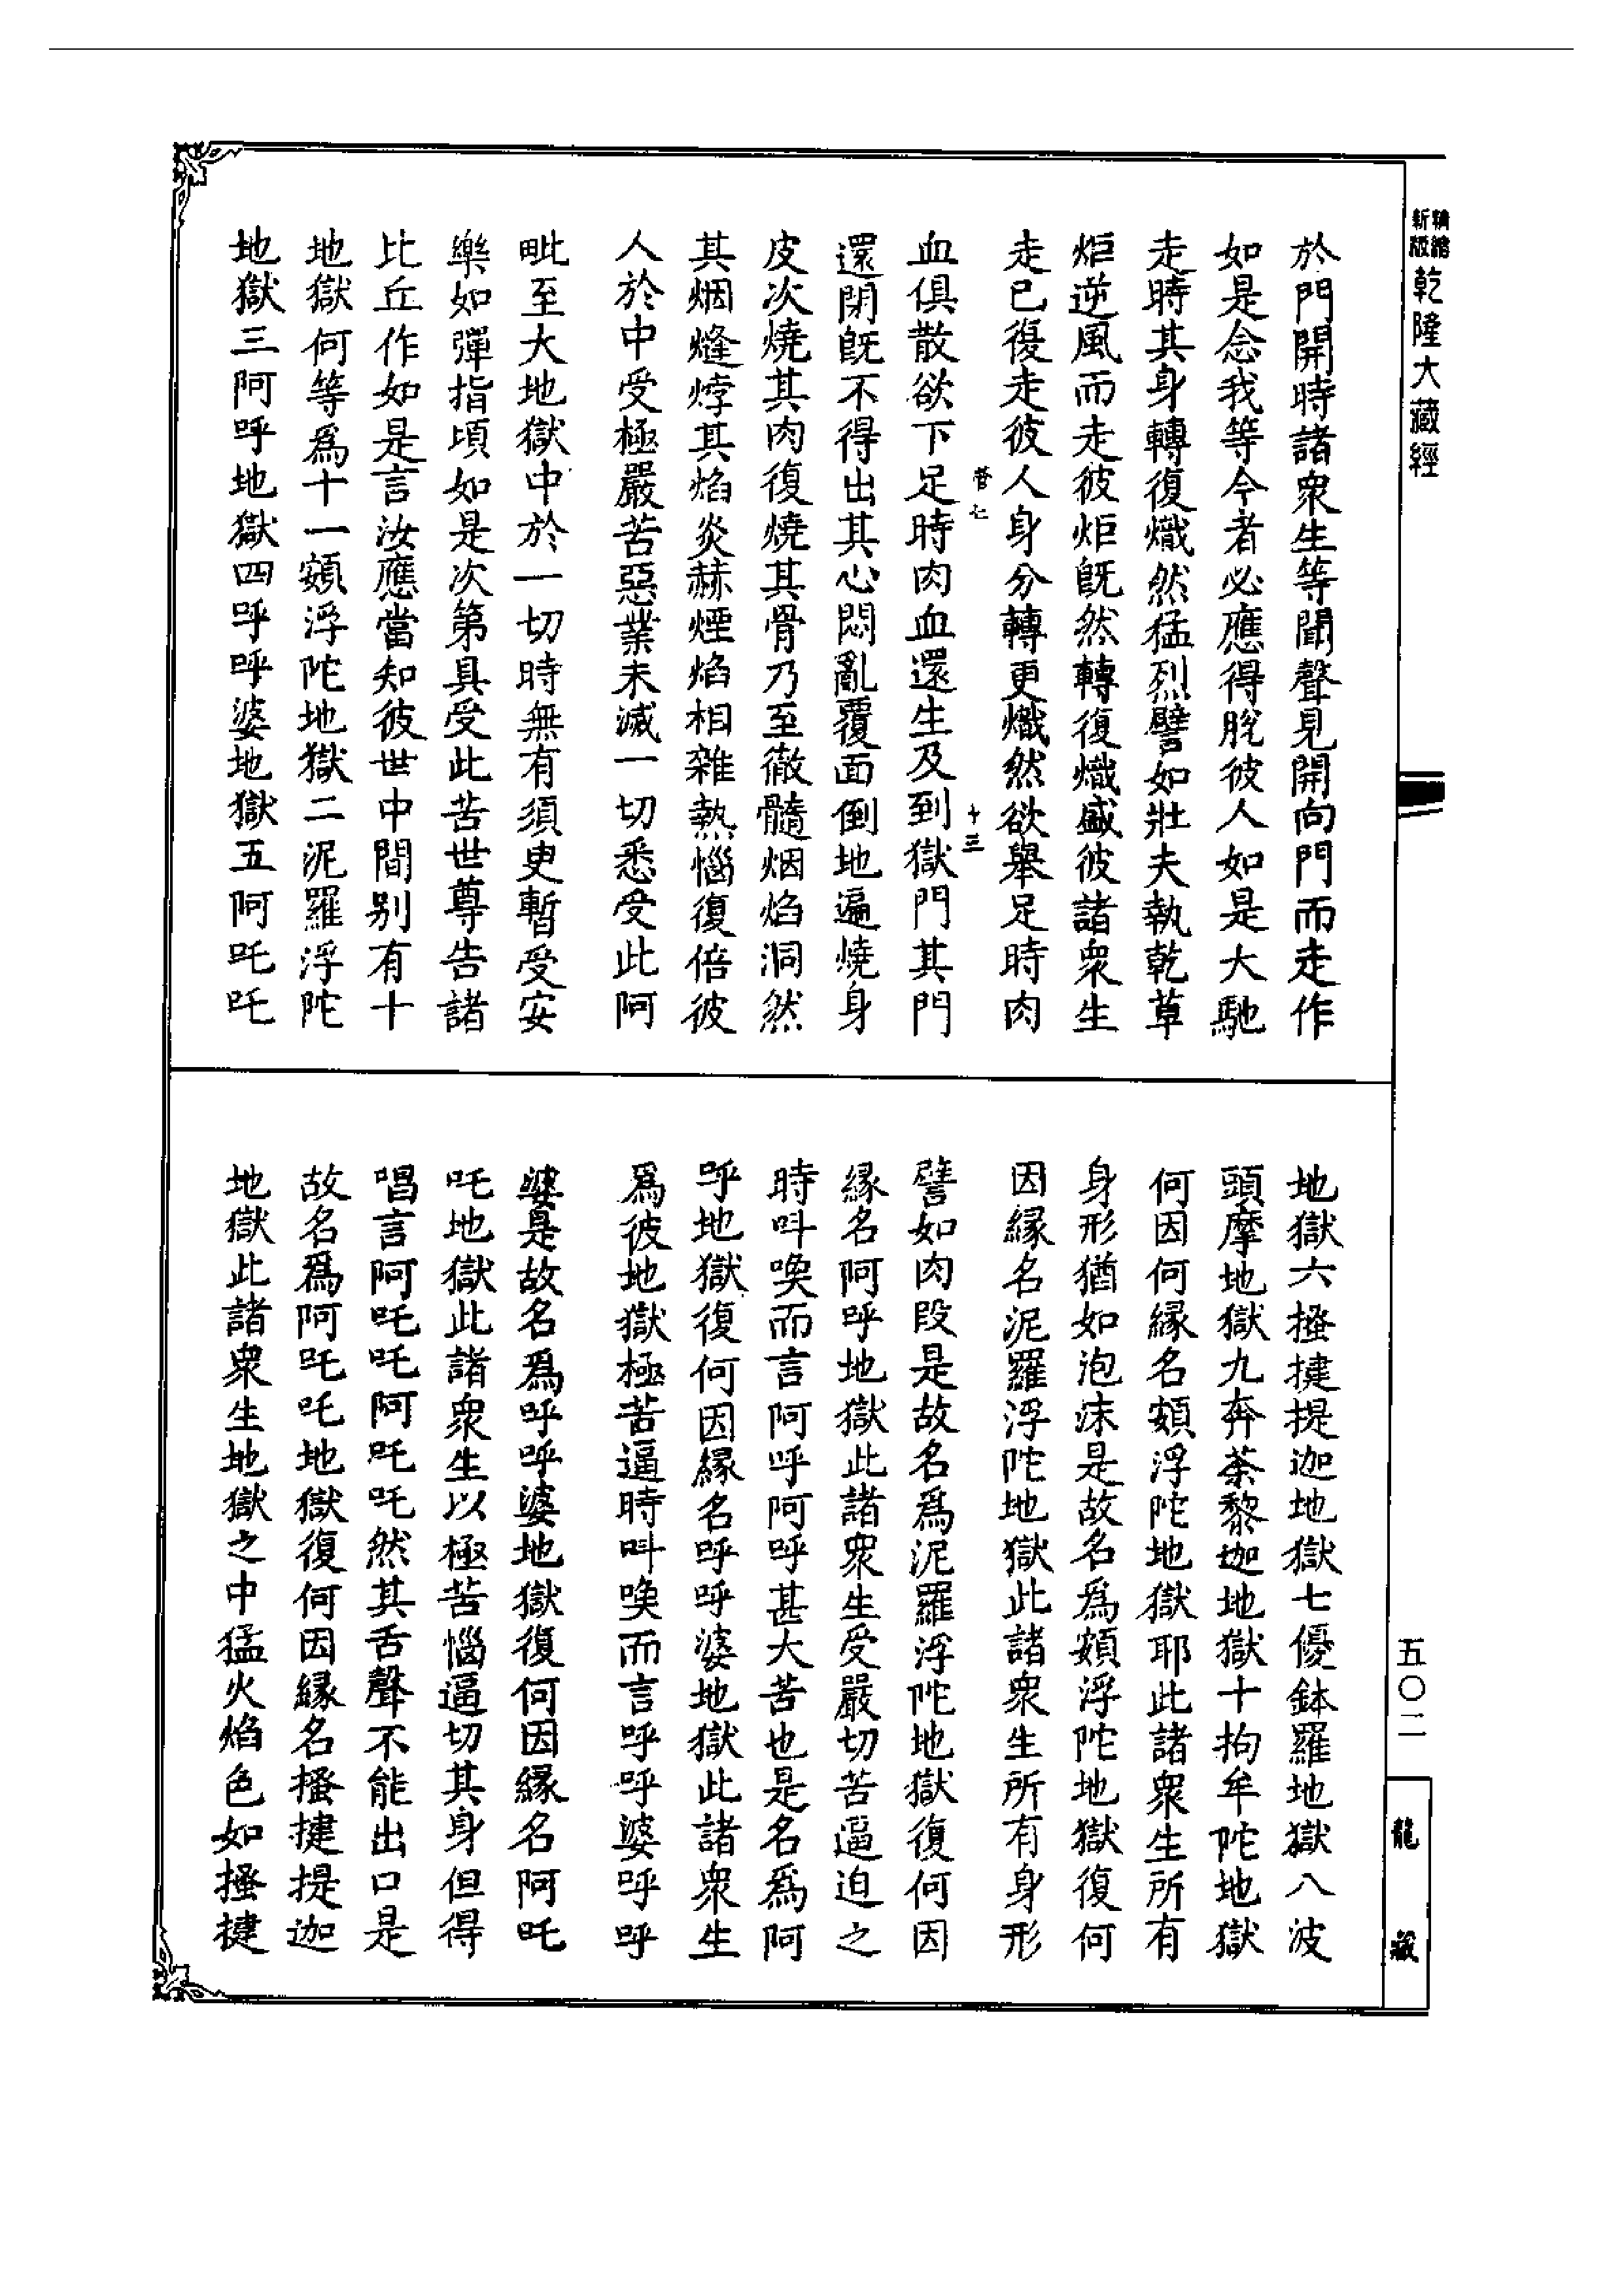 精縮
新版
乾隆大藏經
於門開時諸衆生等聞聲見開向門而走作
如是念我等今者必應得脫彼人如是大馳
走時其身轉復熾然猛烈譬如壯夫執乾草
炬逆風而走彼炬既然轉復熾盛彼諸衆生
走已復走彼人身分轉更熾然欲舉足時肉
十三
血俱散欲下足時肉血還生及到獄門其門
還閉既不得出其心悶亂覆面倒地遍燒身
皮次燒其肉復燒其骨乃至徹髓烟焰洞然
其烟熢㶿其焰炎赫煙焰相雜熱惱復倍彼
人於中受極嚴苦惡業未滅一切悉受此阿
毗至大地獄中於一切時無有須臾暫受安
樂如彈指頃如是次第具受此苦世尊告諸
比丘作如是言汝應當知彼世中間別有十
地獄何等爲十一頞浮陀地獄二泥羅浮陀
地獄三阿呼地獄四呼呼婆地獄五阿吒吒
地獄六搔揵提迦地獄七優鉢羅地獄八波
頭摩地獄九奔荼黎迦地獄十拘牟陀地獄
何因何緣名頞浮陀地獄耶此諸衆生所有
身形猶如泡沫是故名爲頞浮陀地獄復何
因緣名泥羅浮陀地獄此諸衆生所有身形
譬如肉段是故名爲泥羅浮陀地獄復何因
緣名阿呼地獄此諸衆生受嚴切苦逼迫之
時叫喚而言阿呼阿呼甚大苦也是名爲阿
呼地獄復何因緣名呼呼婆地獄此諸衆生
爲彼地獄極苦逼時叫喚而言呼呼婆呼呼
婆是故名爲呼呼婆地獄復何因緣名阿吒
吒地獄此諸衆生以極苦惱逼切其身但得
唱言阿吒吒阿吒吒然其舌聲不能出口是
故名爲阿吒吒地獄復何因緣名搔揵提迦
地獄此諸衆生地獄之中猛火焰色如搔揵
五〇二
龍藏